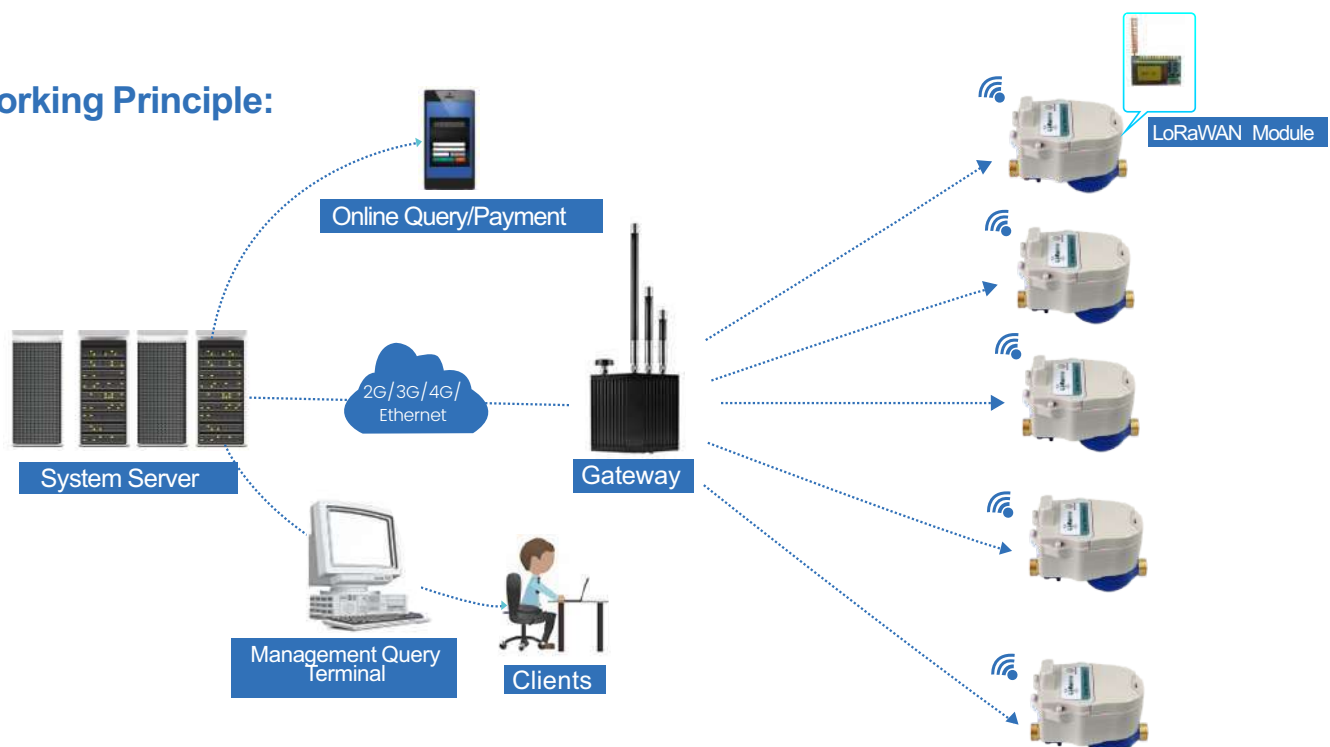 orking Principle:
LoRaWAN Module
Online Query/Payment
2G/3G/4G/
Ethernet
System Server
Gateway
Management Query
Terminal
Clients